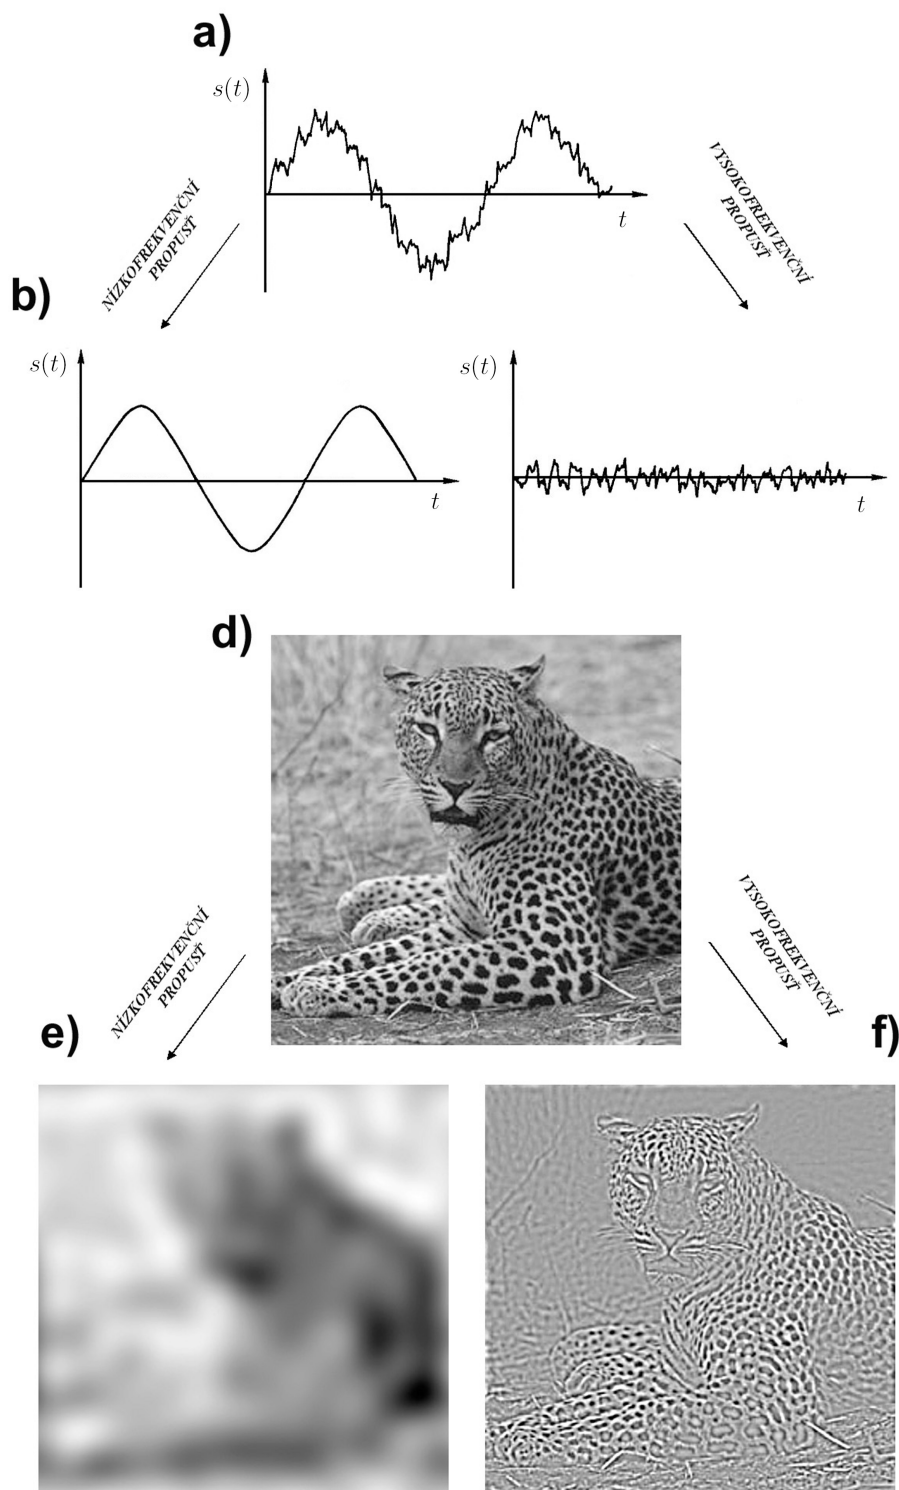 a)
s(t)
t
NÍZKOFREKVENČNÍ
PROPUSŤ
VYSOKOFREKVENČNÍ
PROPUSŤ
b)
s(t)
t
s(t)
t
d)
NÍZKOFREKVENČNÍ
PROPUSŤ
VYSOKOFREKVENČNÍ
PROPUSŤ
e)
f)